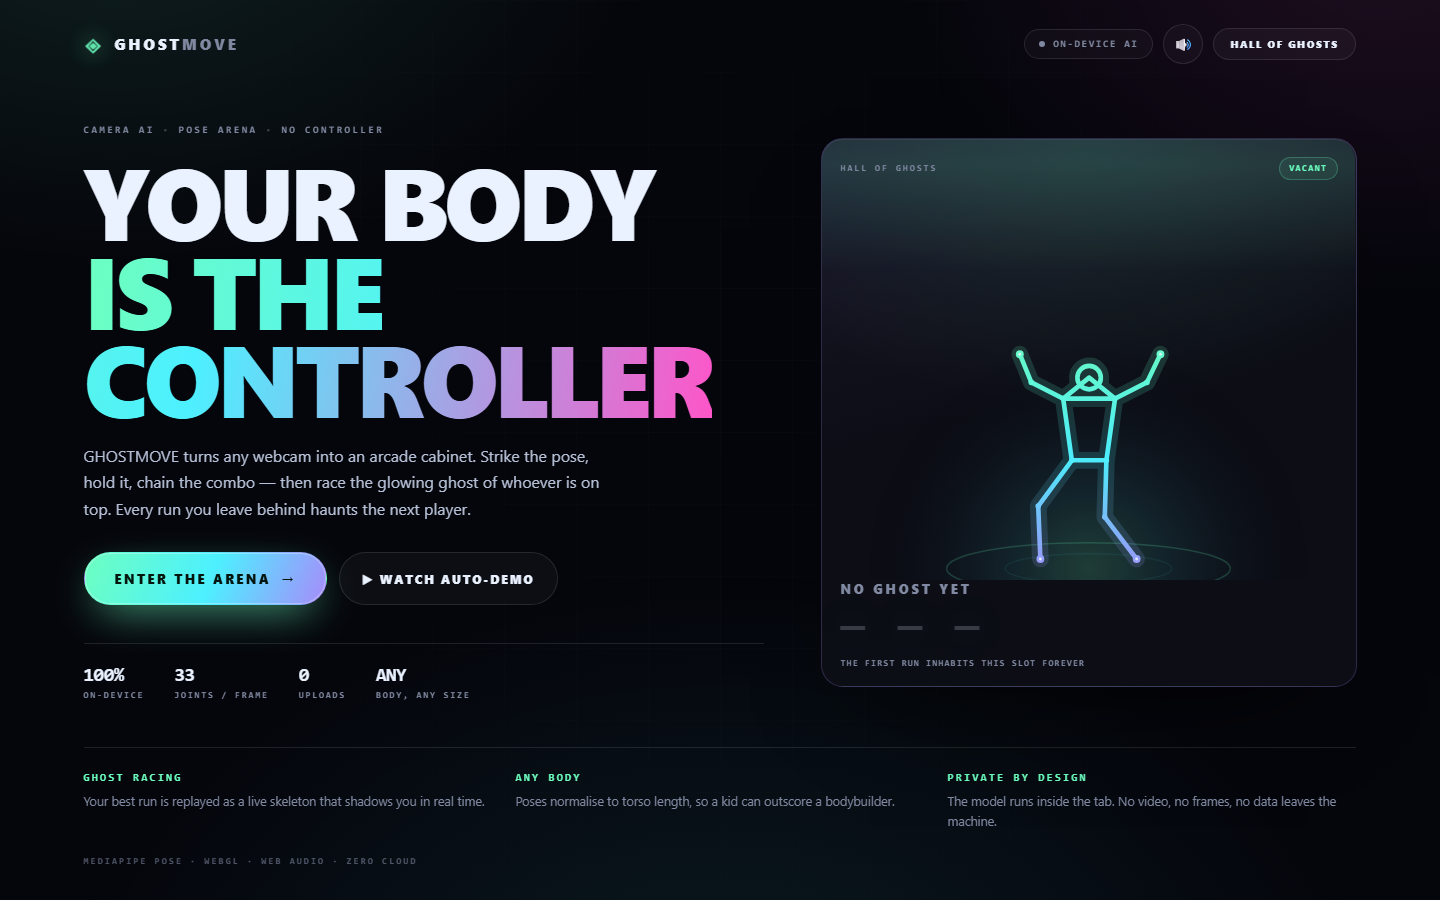 GHOSTMOVE
ON-DEVICE AI
HALL OF GHOSTS
CAMERA AI · POSE ARENA · NO CONTROLLER
YOUR BODY
IS THE
CONTROLLER
GHOSTMOVE turns any webcam into an arcade cabinet. Strike the pose,
hold it, chain the combo — then race the glowing ghost of whoever is on
top. Every run you leave behind haunts the next player.
ENTER THE ARENA →
▶ WATCH AUTO-DEMO
100%
ON-DEVICE
33
JOINTS / FRAME
0
UPLOADS
ANY
BODY, ANY SIZE
HALL OF GHOSTS
VACANT
NO GHOST YET
— — —
THE FIRST RUN INHABITS THIS SLOT FOREVER
GHOST RACING
Your best run is replayed as a live skeleton that shadows you in real time.
ANY BODY
Poses normalise to torso length, so a kid can outscore a bodybuilder.
PRIVATE BY DESIGN
The model runs inside the tab. No video, no frames, no data leaves the
machine.
MEDIAPIPE POSE · WEBGL · WEB AUDIO · ZERO CLOUD